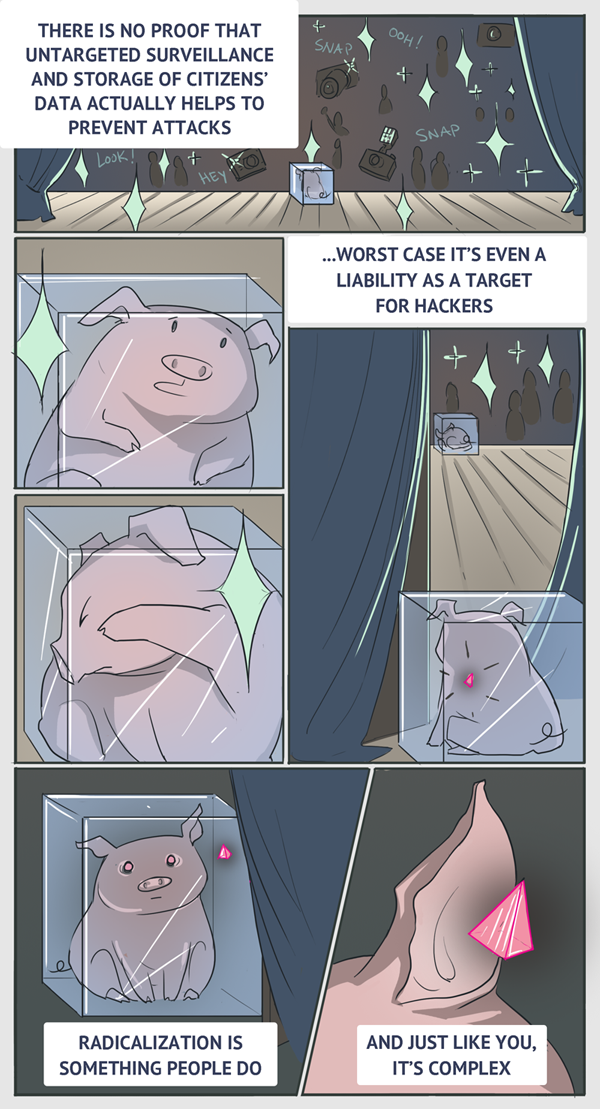 THERE IS NO PROOF THAT
UNTARGETED SURVEILLANCE
AND STORAGE OF CITIZENS’
DATA ACTUALLY HELPS TO
PREVENT ATTACKS
SNAP
OOH!
SNAP
LOOK!
HEY!
...WORST CASE IT’S EVEN A
LIABILITY AS A TARGET
FOR HACKERS
RADICALIZATION IS
SOMETHING PEOPLE DO
AND JUST LIKE YOU,
IT’S COMPLEX